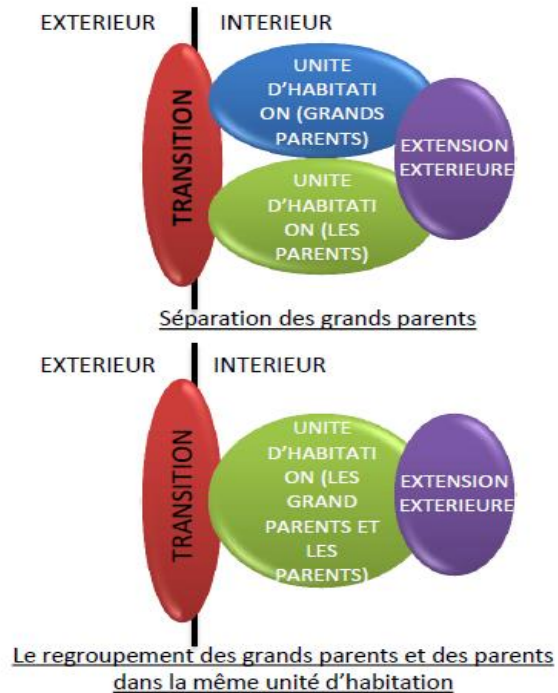 EXTERIEUR INTERIEUR
TRANSITION
UNITE
D'HABITATI
ON (GRANDS
PARENTS)
UNITE
D'HABITATI
ON (LES
PARENTS)
EXTENSION
EXTERIEURE
Séparation des grands parents
EXTERIEUR INTERIEUR
TRANSITION
UNITE
D'HABITATI
ON (LES
GRAND
PARENTS ET
LES
PARENTS)
EXTENSION
EXTERIEURE
Le regroupement des grands parents et des parents
dans la même unité d'habitation